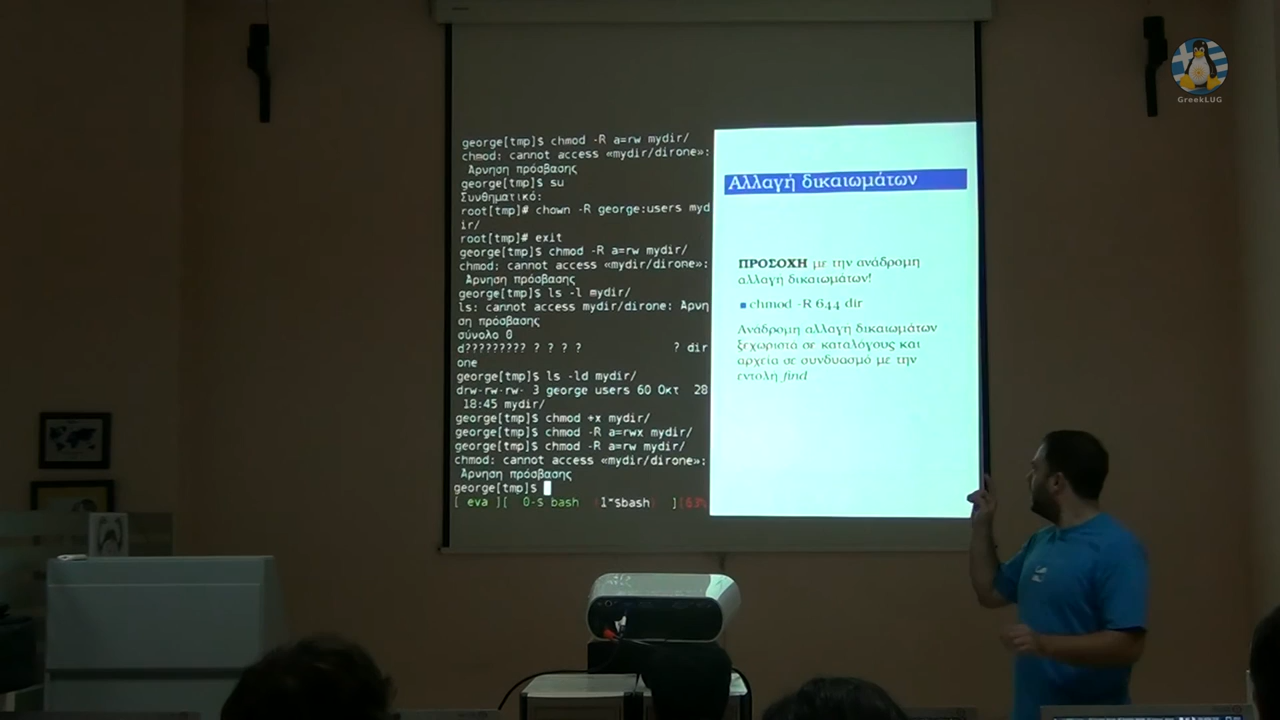 GreekLUG
george[tmp]$ chmod -R a=rw mydir/
chmod: cannot access «mydir/dirone»:
Άρνηση πρόσβασης
george[tmp]$ su
Συνθηματικό:
root[tmp]# chown -R george:users myd
ir/
root[tmp]# exit
george[tmp]$ chmod -R a=rw mydir/
chmod: cannot access «mydir/dirone»:
Άρνηση πρόσβασης
george[tmp]$ ls -l mydir/
ls: cannot access mydir/dirone: Άρνη
ση πρόσβασης
σύνολο 0
d????????? ? ? ? ? ? dir
one
george[tmp]$ ls -ld mydir/
drw-rw-rw- 3 george users 60 Οκτ 28
18:45 mydir/
george[tmp]$ chmod +x mydir/
george[tmp]$ chmod -R a=rwx mydir/
george[tmp]$ chmod -R a=rw mydir/
chmod: cannot access «mydir/dirone»:
Άρνηση πρόσβασης
george[tmp]$
[ eva ][ 0-$ bash (1*$bash) ][63%
Αλλαγή δικαιωμάτων
ΠΡΟΣΟΧΗ με την ανάδρομη
αλλαγη δικαιωμάτων!
chmod -R 644 dir
Ανάδρομη αλλαγη δικαιωμάτων
ξεχωριστά σε καταλόγους και
αρχεία σε συνδυασμό με την
εντολη find